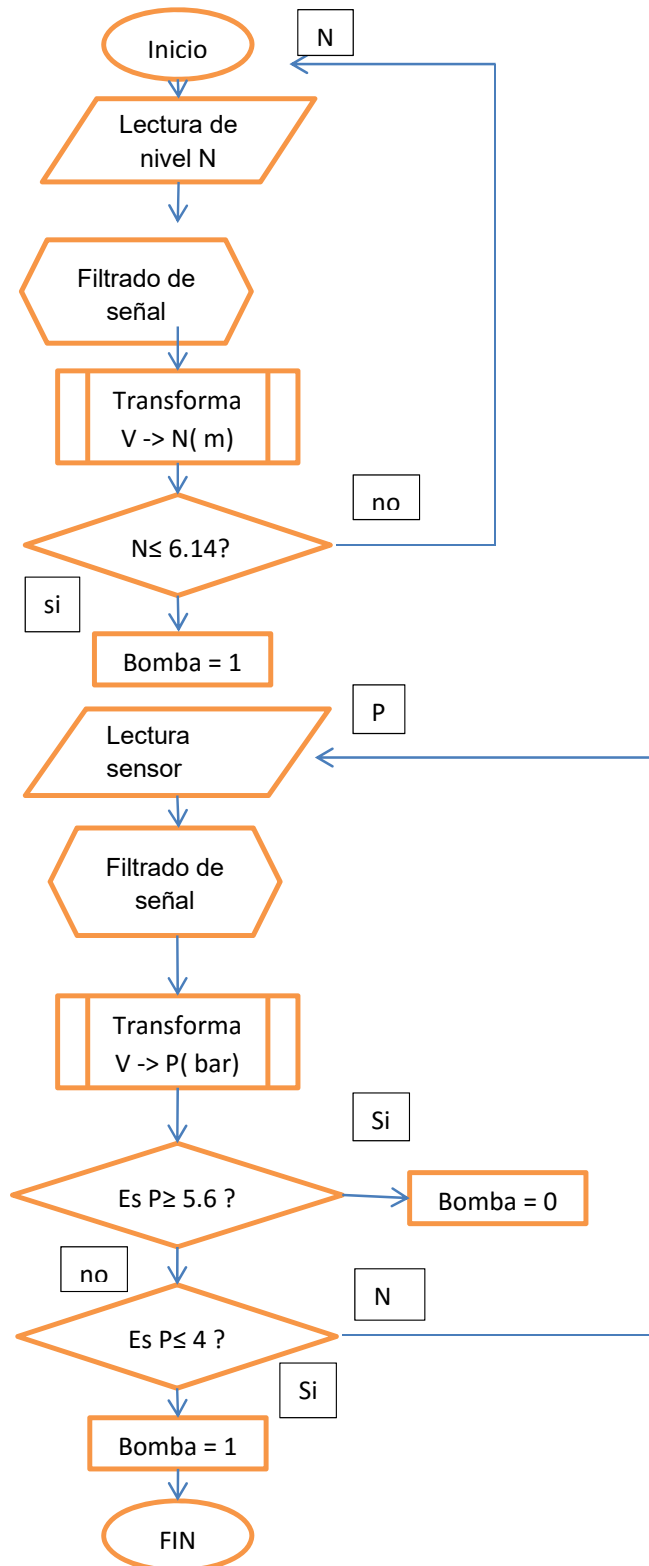 Inicio
N
Lectura de
nivel N
Filtrado de
señal
Transforma
V -> N( m)
no
N≤ 6.14?
si
Bomba = 1
P
Lectura
sensor
Filtrado de
señal
Transforma
V -> P( bar)
Si
Es P≥ 5.6 ?
Bomba = 0
no
N
Es P≤ 4 ?
Si
Bomba = 1
FIN